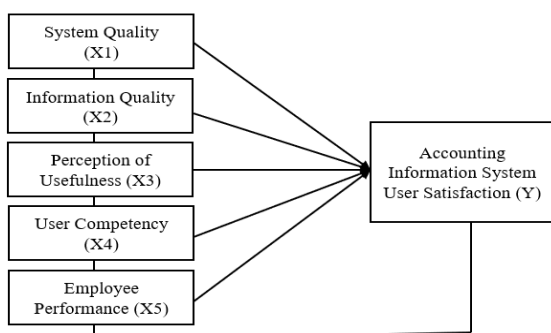 System Quality
(X1)
Information Quality
(X2)
Perception of
Usefulness (X3)
User Competency
(X4)
Employee
Performance (X5)
Accounting
Information System
User Satisfaction (Y)